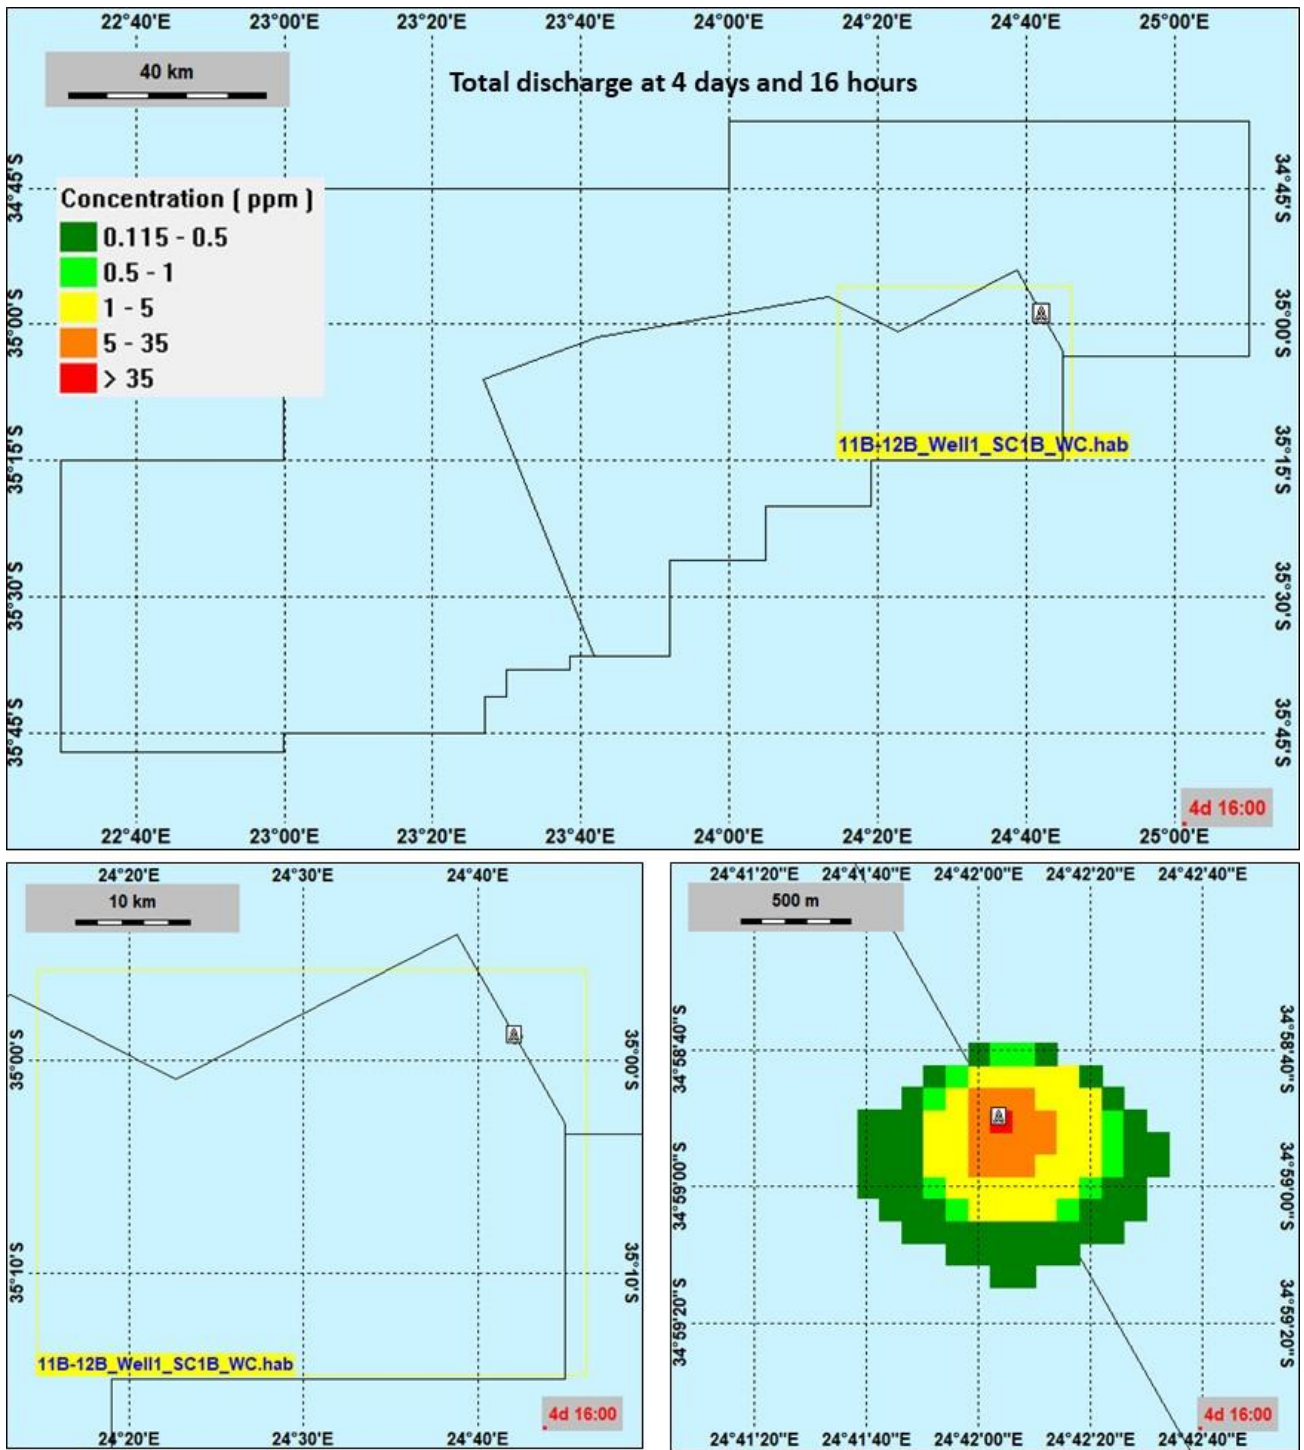 22°40'E 23°00'E 23°20'E 23°40'E 24°00'E 24°20'E 24°40'E 25°00'E
40 km
Total discharge at 4 days and 16 hours
34°45'S 34°45'S
Concentration ( ppm )
0.115 - 0.5
0.5 - 1
1 - 5
5 - 35
> 35
35°00'S 35°00'S
11B-12B_Well1_SC1B_WC.hab
35°15'S 35°15'S
35°30'S 35°30'S
35°45'S 35°45'S
4d 16:00
22°40'E 23°00'E 23°20'E 23°40'E 24°00'E 24°20'E 24°40'E 25°00'E
24°20'E 24°30'E 24°40'E
10 km
35°00'S 35°00'S
35°10'S 35°10'S
11B-12B_Well1_SC1B_WC.hab
4d 16:00
24°20'E 24°30'E 24°40'E
24°41'20"E 24°41'40"E 24°42'00"E 24°42'20"E 24°42'40"E
500 m
34°58'40"S 34°58'40"S
34°59'00"S 34°59'00"S
34°59'20"S 34°59'20"S
4d 16:00
24°41'20"E 24°41'40"E 24°42'00"E 24°42'20"E 24°42'40"E